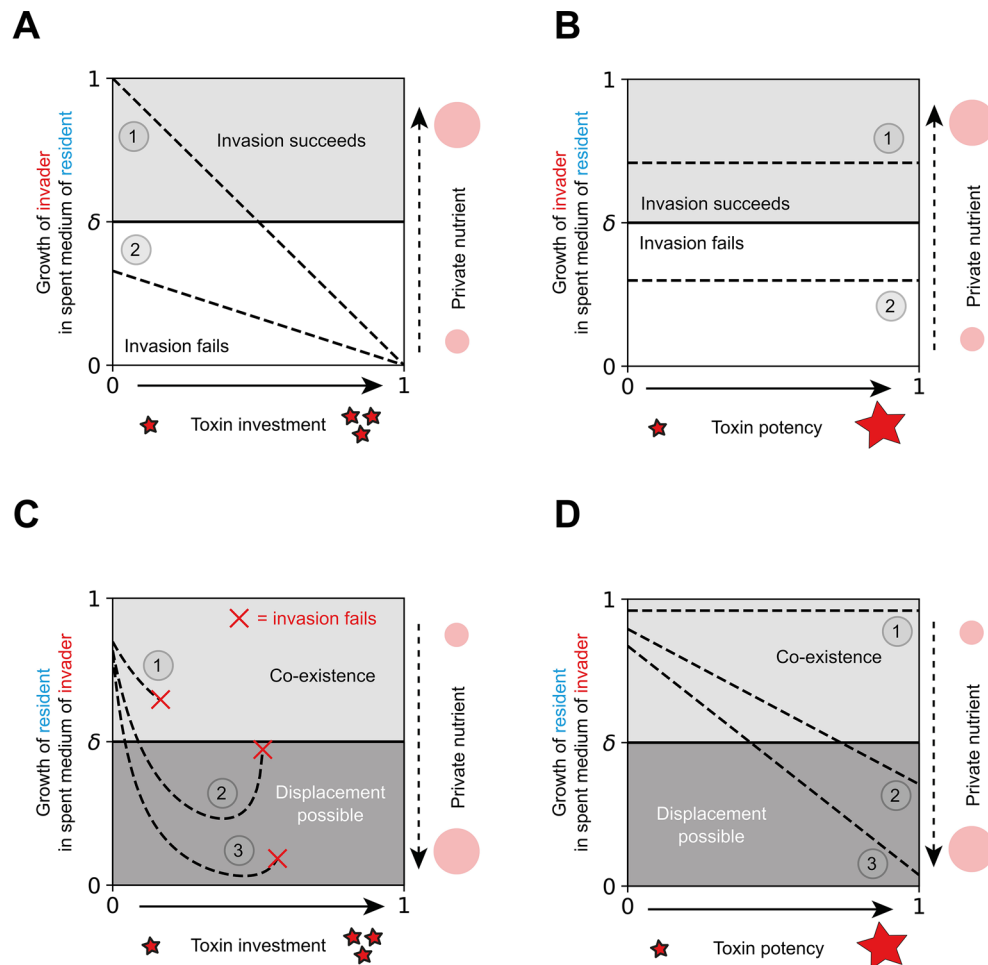 A
Growth of invader
in spent medium of resident
1
δ
0
1
Invasion succeeds
2
Invasion fails
0
1
Toxin investment
Private nutrient
B
Growth of invader
in spent medium of resident
1
δ
0
1
Invasion succeeds
Invasion fails
2
0
1
Toxin potency
Private nutrient
C
Growth of resident
in spent medium of invader
1
δ
0
= invasion fails
1
Co-existence
2
Displacement
possible
3
0
1
Toxin investment
Private nutrient
D
Growth of resident
in spent medium of invader
1
δ
0
1
Co-existence
2
Displacement
possible
3
0
1
Toxin potency
Private nutrient